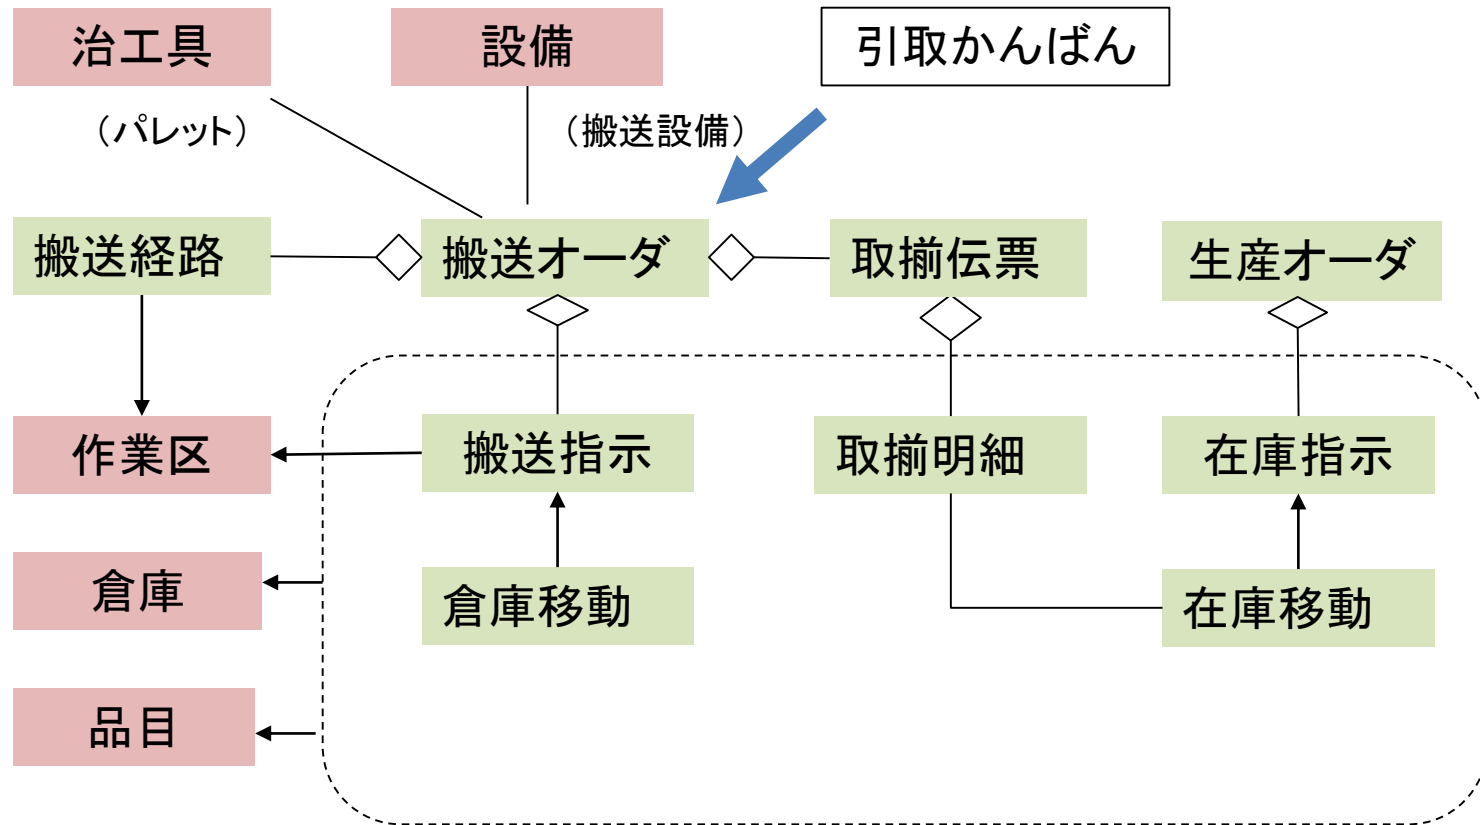 治工具
設備
引取かんばん
（パレット）
（搬送設備）
搬送経路
搬送オーダ
取揃伝票
生産オーダ
作業区
搬送指示
取揃明細
在庫指示
倉庫
倉庫移動
在庫移動
品目